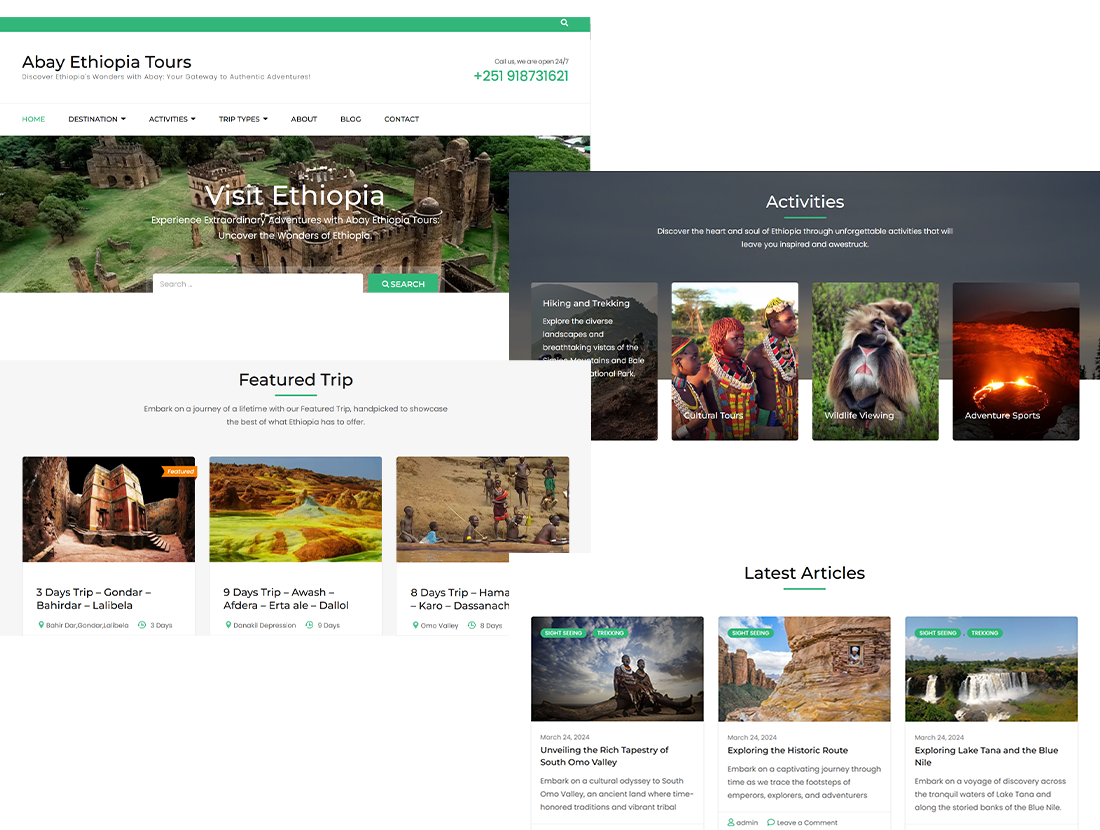 Abay Ethiopia Tours
Discover Ethiopia's Wonders with Abay: Your Gateway to Authentic Adventures!
Call us, we are open 24/7
+251 918731621
HOME DESTINATION ACTIVITIES TRIP TYPES ABOUT BLOG CONTACT
Visit Ethiopia
Experience Extraordinary Adventures with Abay Ethiopia Tours:
Uncover the Wonders of Ethiopia.
Search ...
SEARCH
Activities
Discover the heart and soul of Ethiopia through unforgettable activities that will
leave you inspired and awestruck.
Hiking and Trekking
Explore the diverse
landscapes and
breathtaking vistas of the
Mountains and Bale
ational Park.
Cultural Tours
Wildlife Viewing
Adventure Sports
Featured Trip
Embark on a journey of a lifetime with our Featured Trip, handpicked to showcase
the best of what Ethiopia has to offer.
Featured
3 Days Trip – Gondar –
Bahirdar – Lalibela
Bahir Dar,Gondar,Lalibela 3 Days
9 Days Trip – Awash –
Afdera – Erta ale – Dallol
Danakil Depression 9 Days
8 Days Trip – Hama
– Karo – Dassanach
Omo Valley 8 Days
Latest Articles
SIGHT SEEING TREKKING
March 24, 2024
Unveiling the Rich Tapestry of
South Omo Valley
Embark on a cultural odyssey to South
Omo Valley, an ancient land where time-
honored traditions and vibrant tribal
SIGHT SEEING
March 24, 2024
Exploring the Historic Route
Embark on a captivating journey through
time as we trace the footsteps of
emperors, explorers, and adventurers
admin Leave a Comment
SIGHT SEEING TREKKING
March 24, 2024
Exploring Lake Tana and the Blue
Nile
Embark on a voyage of discovery across
the tranquil waters of Lake Tana and
along the storied banks of the Blue Nile.